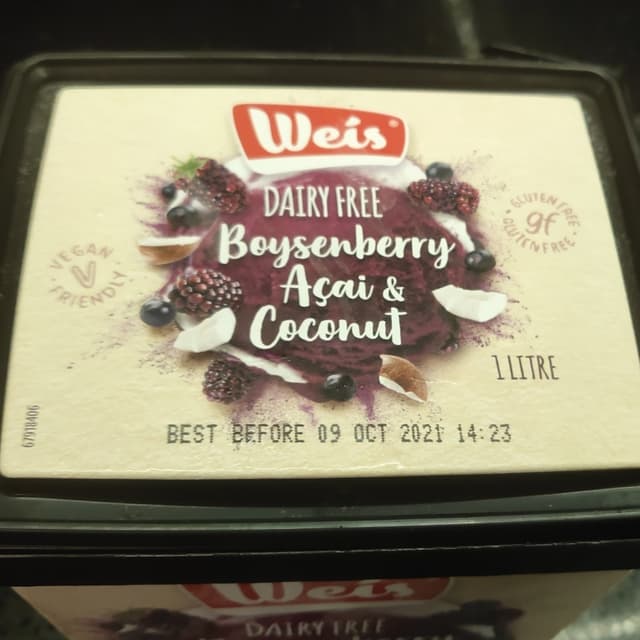 Weis®
DAIRY FREE
Boysenberry
Açai &
Coconut
VEGAN
V
FRIENDLY
GLUTEN FREE
gf
GLUTEN FREE
1 LITRE
BEST BEFORE 09 OCT 2021 14:23
Weis
DAIRY FREE